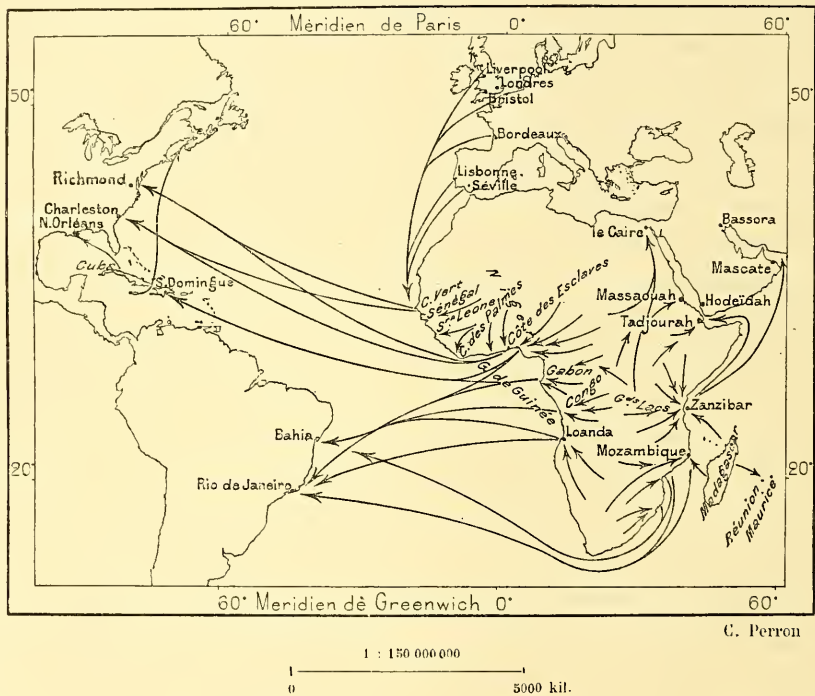 60° Méridien de Paris 0° 60°
50° 50°
Liverpool
Londres
Bristol
Bordeaux
Lisbonne
Séville
Richmond
Charleston
N. Orléans
Cuba
S. Domingue
Bassora
le Caire
Mascate
C. Vert
Sénégal
Sᵃ Leone
C. des Palmes
Côte des Esclaves
Massaouah
Hodeïdah
Tadjourah
G. de Guinée
Gabon
Congo
Gᵈˢ Lacs
Zanzibar
Bahia
Loanda
Mozambique
Madagascar
Rio de Janeiro
20° 20°
Réunion
Maurice
60° Meridien de Greenwich 0° 60°
C. Perron
1 : 150 000 000
0 5000 kil.